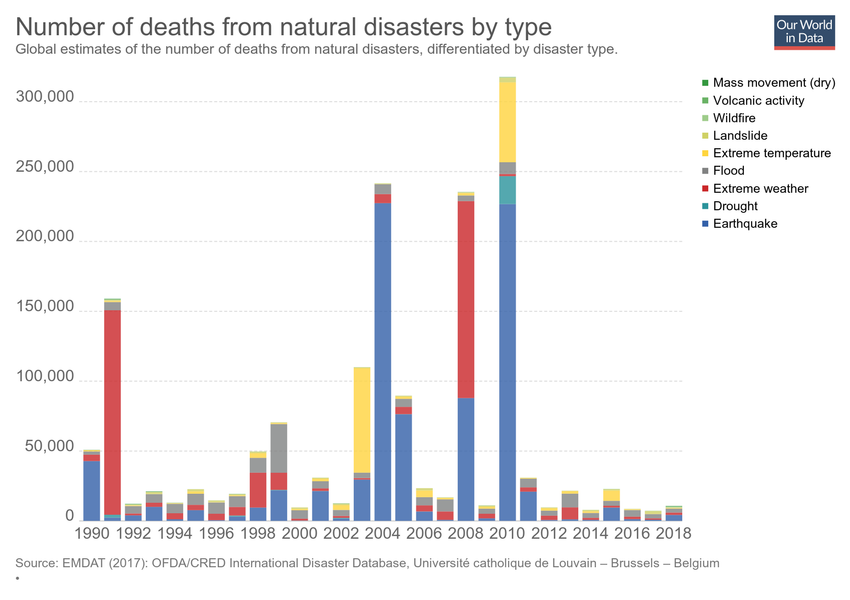 Number of deaths from natural disasters by type
Global estimates of the number of deaths from natural disasters, differentiated by disaster type.
Our World
in Data
300,000
250,000
200,000
150,000
100,000
50,000
0
1990 1992 1994 1996 1998 2000 2002 2004 2006 2008 2010 2012 2014 2016 2018
Mass movement (dry)
Volcanic activity
Wildfire
Landslide
Extreme temperature
Flood
Extreme weather
Drought
Earthquake
Source: EMDAT (2017): OFDA/CRED International Disaster Database, Université catholique de Louvain – Brussels – Belgium
•